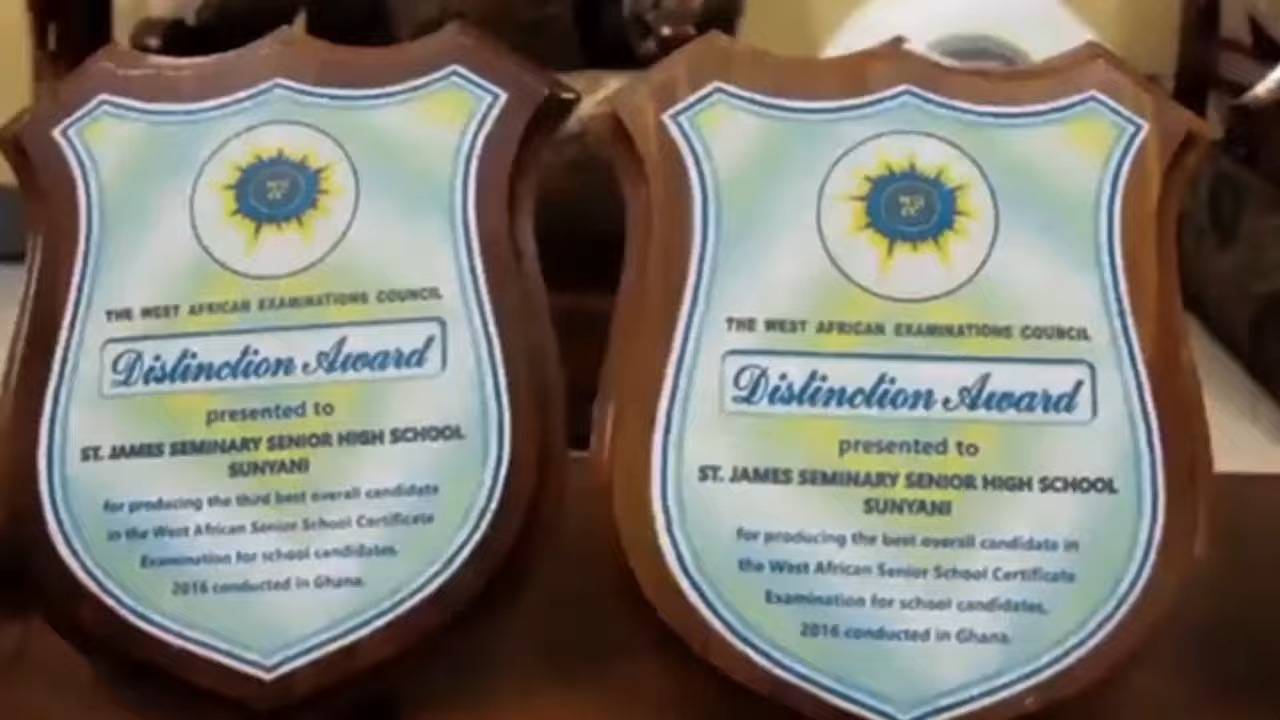 THE WEST AFRICAN EXAMINATIONS COUNCIL
Distinction Award
presented to
ST. JAMES SEMINARY SENIOR HIGH SCHOOL
SUNYANI
for producing the third best overall candidate
in the West African Senior School Certificate
Examination for school candidates,
2016 conducted in Ghana.
THE WEST AFRICAN EXAMINATIONS COUNCIL
Distinction Award
presented to
ST. JAMES SEMINARY SENIOR HIGH SCHOOL
SUNYANI
for producing the best overall candidate in
the West African Senior School Certificate
Examination for school candidates,
2016 conducted in Ghana.